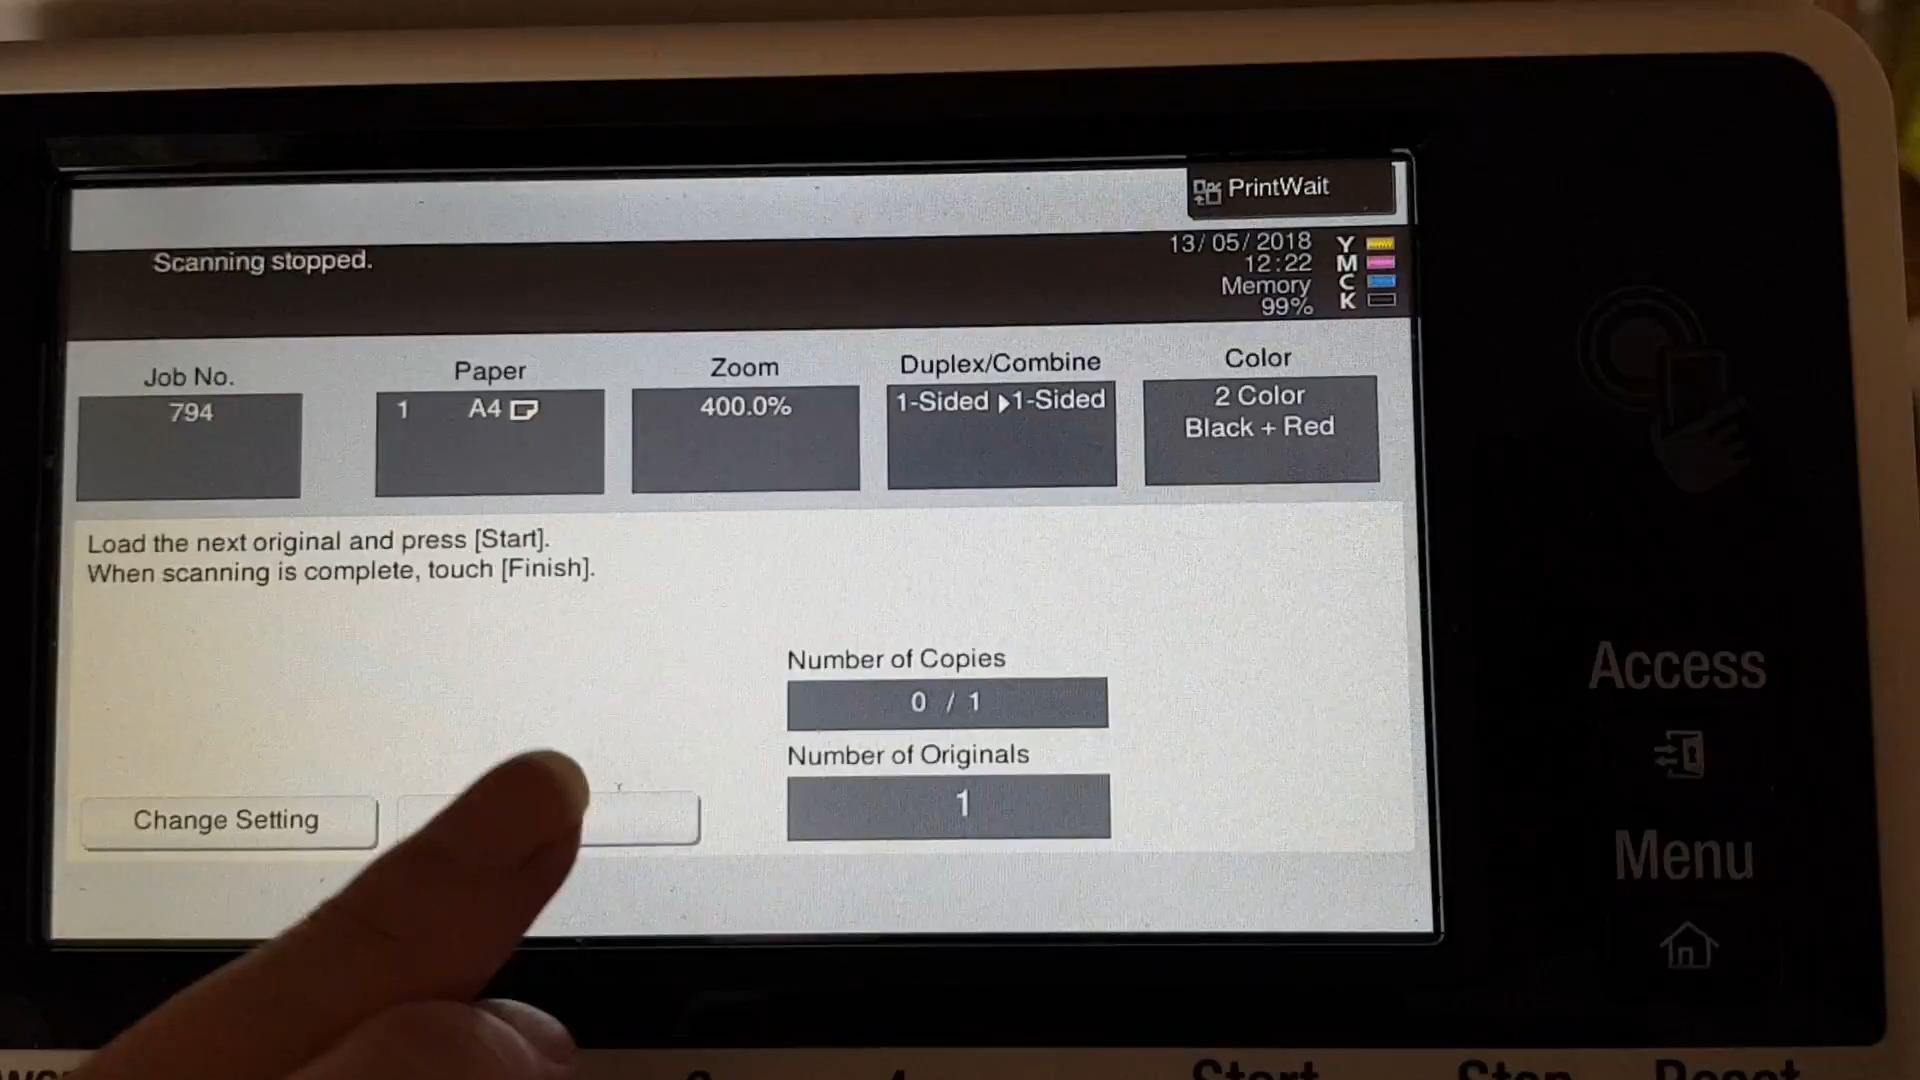 PrintWait
Scanning stopped.
13/05/2018
12:22
Memory
99%
Y
M
C
K
Job No.
794
Paper
1 A4
Zoom
400.0%
Duplex/Combine
1-Sided ▶1-Sided
Color
2 Color
Black + Red
Load the next original and press [Start].
When scanning is complete, touch [Finish].
Number of Copies
0 / 1
Number of Originals
1
Change Setting
Access
Menu
Start
Stop
Reset